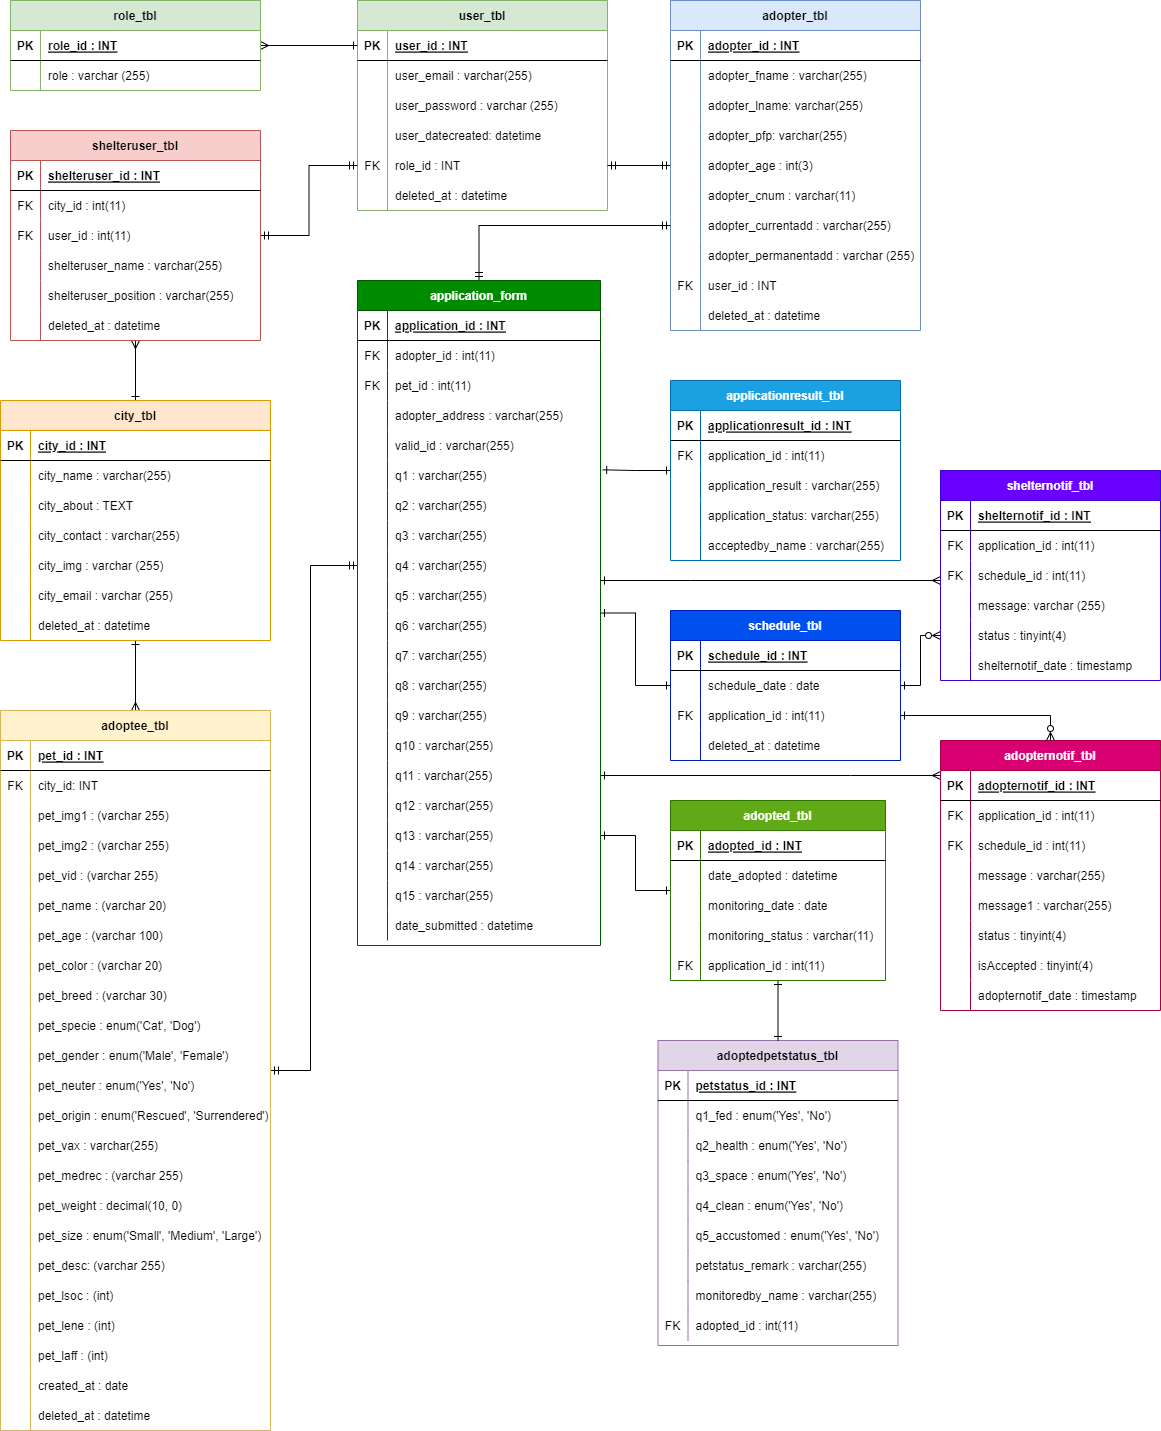 role_tbl
PK role_id : INT
role : varchar (255)
user_tbl
PK user_id : INT
user_email : varchar(255)
user_password : varchar (255)
user_datecreated: datetime
FK role_id : INT
deleted_at : datetime
adopter_tbl
PK adopter_id : INT
adopter_fname : varchar(255)
adopter_lname: varchar(255)
adopter_pfp: varchar(255)
adopter_age : int(3)
adopter_cnum : varchar(11)
adopter_currentadd : varchar(255)
adopter_permanentadd : varchar (255)
FK user_id : INT
deleted_at : datetime
shelteruser_tbl
PK shelteruser_id : INT
FK city_id : int(11)
FK user_id : int(11)
shelteruser_name : varchar(255)
shelteruser_position : varchar(255)
deleted_at : datetime
application_form
PK application_id : INT
FK adopter_id : int(11)
FK pet_id : int(11)
adopter_address : varchar(255)
valid_id : varchar(255)
q1 : varchar(255)
q2 : varchar(255)
q3 : varchar(255)
q4 : varchar(255)
q5 : varchar(255)
q6 : varchar(255)
q7 : varchar(255)
q8 : varchar(255)
q9 : varchar(255)
q10 : varchar(255)
q11 : varchar(255)
q12 : varchar(255)
q13 : varchar(255)
q14 : varchar(255)
q15 : varchar(255)
date_submitted : datetime
city_tbl
PK city_id : INT
city_name : varchar(255)
city_about : TEXT
city_contact : varchar(255)
city_img : varchar (255)
city_email : varchar (255)
deleted_at : datetime
applicationresult_tbl
PK applicationresult_id : INT
FK application_id : int(11)
application_result : varchar(255)
application_status: varchar(255)
acceptedby_name : varchar(255)
shelternotif_tbl
PK shelternotif_id : INT
FK application_id : int(11)
FK schedule_id : int(11)
message: varchar (255)
status : tinyint(4)
shelternotif_date : timestamp
schedule_tbl
PK schedule_id : INT
schedule_date : date
FK application_id : int(11)
deleted_at : datetime
adoptee_tbl
PK pet_id : INT
FK city_id: INT
pet_img1 : (varchar 255)
pet_img2 : (varchar 255)
pet_vid : (varchar 255)
pet_name : (varchar 20)
pet_age : (varchar 100)
pet_color : (varchar 20)
pet_breed : (varchar 30)
pet_specie : enum('Cat', 'Dog')
pet_gender : enum('Male', 'Female')
pet_neuter : enum('Yes', 'No')
pet_origin : enum('Rescued', 'Surrendered')
pet_vax : varchar(255)
pet_medrec : (varchar 255)
pet_weight : decimal(10, 0)
pet_size : enum('Small', 'Medium', 'Large')
pet_desc: (varchar 255)
pet_lsoc : (int)
pet_lene : (int)
pet_laff : (int)
created_at : date
deleted_at : datetime
adopternotif_tbl
PK adopternotif_id : INT
FK application_id : int(11)
FK schedule_id : int(11)
message : varchar(255)
message1 : varchar(255)
status : tinyint(4)
isAccepted : tinyint(4)
adopternotif_date : timestamp
adopted_tbl
PK adopted_id : INT
date_adopted : datetime
monitoring_date : date
monitoring_status : varchar(11)
FK application_id : int(11)
adoptedpetstatus_tbl
PK petstatus_id : INT
q1_fed : enum('Yes', 'No')
q2_health : enum('Yes', 'No')
q3_space : enum('Yes', 'No')
q4_clean : enum('Yes', 'No')
q5_accustomed : enum('Yes', 'No')
petstatus_remark : varchar(255)
monitoredby_name : varchar(255)
FK adopted_id : int(11)